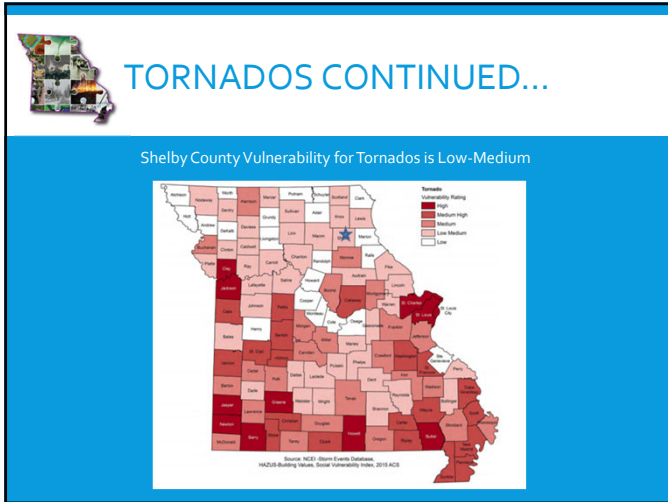 TORNADOS CONTINUED...
Shelby County Vulnerability for Tornados is Low-Medium
Tornado
Vulnerability Rating
High
Medium High
Medium
Low Medium
Low
Atchison
Nodaway
Worth
Harrison
Mercer
Putnam
Schuyler
Scotland
Clark
Holt
Gentry
Sullivan
Adair
Knox
Lewis
Andrew
DeKalb
Daviess
Grundy
Linn
Macon
Marion
Buchanan
Clinton
Caldwell
Livingston
Chariton
Randolph
Monroe
Ralls
Platte
Clay
Ray
Carroll
Saline
Howard
Boone
Audrain
Pike
Lincoln
Jackson
Lafayette
Cooper
Callaway
Montgomery
Warren
St. Charles
St. Louis
St. Louis
City
Cass
Johnson
Pettis
Moniteau
Cole
Osage
Gasconade
Franklin
Jefferson
Bates
Henry
Benton
Morgan
Miller
Maries
Crawford
Washington
Ste
Genevieve
Vernon
St. Clair
Hickory
Camden
Pulaski
Phelps
Iron
St.
Francois
Perry
Barton
Cedar
Polk
Dallas
Laclede
Dent
Reynolds
Madison
Bollinger
Cape
Girardeau
Jasper
Dade
Greene
Webster
Wright
Texas
Shannon
Wayne
Scott
Newton
Lawrence
Christian
Douglas
Howell
Carter
Butler
Stoddard
Mississippi
McDonald
Barry
Stone
Taney
Ozark
Oregon
Ripley
New
Madrid
Pemiscot
Dunklin
Source: NCEI -Storm Events Database,
HAZUS-Building Values, Social Vulnerability Index, 2015 ACS